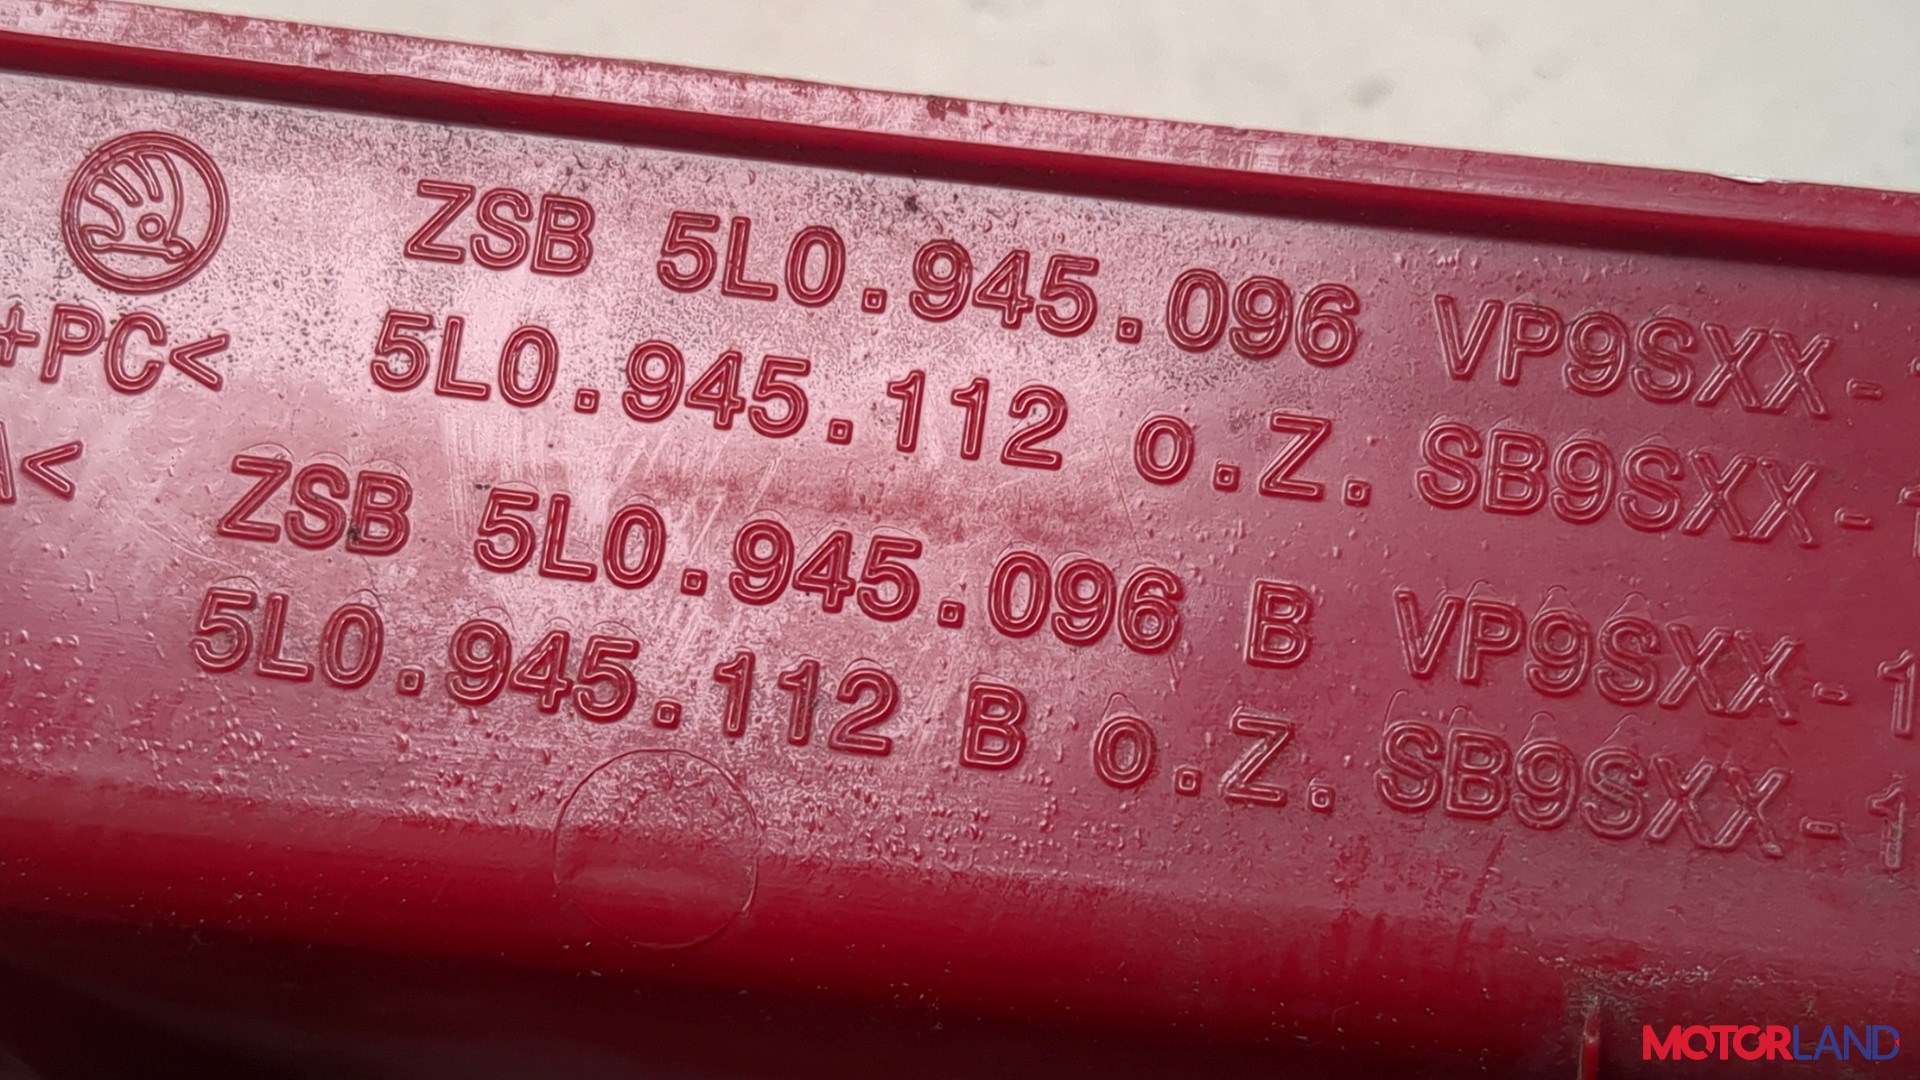 ZSB 5L0.945.096 VP9SXX-
+PC< 5L0.945.112 o.Z. SB9SXX-1
< ZSB 5L0.945.096 B VP9SXX-1
5L0.945.112 B o.Z. SB9SXX-1
MOTORLAND